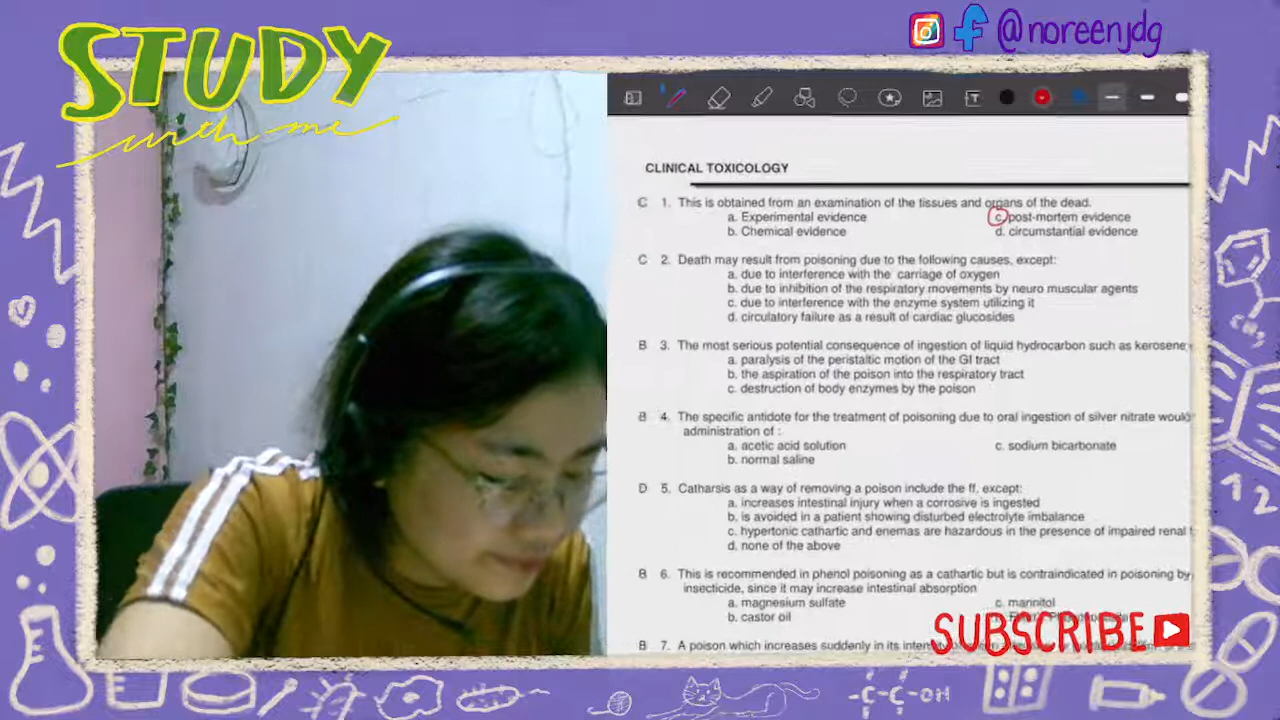 STUDY
with me
@noreenjdg
CLINICAL TOXICOLOGY
C 1. This is obtained from an examination of the tissues and organs of the dead.
a. Experimental evidence c. post-mortem evidence
b. Chemical evidence d. circumstantial evidence
C 2. Death may result from poisoning due to the following causes, except:
a. due to interference with the carriage of oxygen
b. due to inhibition of the respiratory movements by neuro muscular agents
c. due to interference with the enzyme system utilizing it
d. circulatory failure as a result of cardiac glucosides
B 3. The most serious potential consequence of ingestion of liquid hydrocarbon such as kerosene
a. paralysis of the peristaltic motion of the GI tract
b. the aspiration of the poison into the respiratory tract
c. destruction of body enzymes by the poison
B 4. The specific antidote for the treatment of poisoning due to oral ingestion of silver nitrate would
administration of :
a. acetic acid solution c. sodium bicarbonate
b. normal saline
D 5. Catharsis as a way of removing a poison include the ff, except:
a. increases intestinal injury when a corrosive is ingested
b. is avoided in a patient showing disturbed electrolyte imbalance
c. hypertonic cathartic and enemas are hazardous in the presence of impaired renal
d. none of the above
B 6. This is recommended in phenol poisoning as a cathartic but is contraindicated in poisoning by
insecticide, since it may increase intestinal absorption
a. magnesium sulfate c. mannitol
b. castor oil
SUBSCRIBE
B 7. A poison which increases suddenly in its
12
-C-C-OH